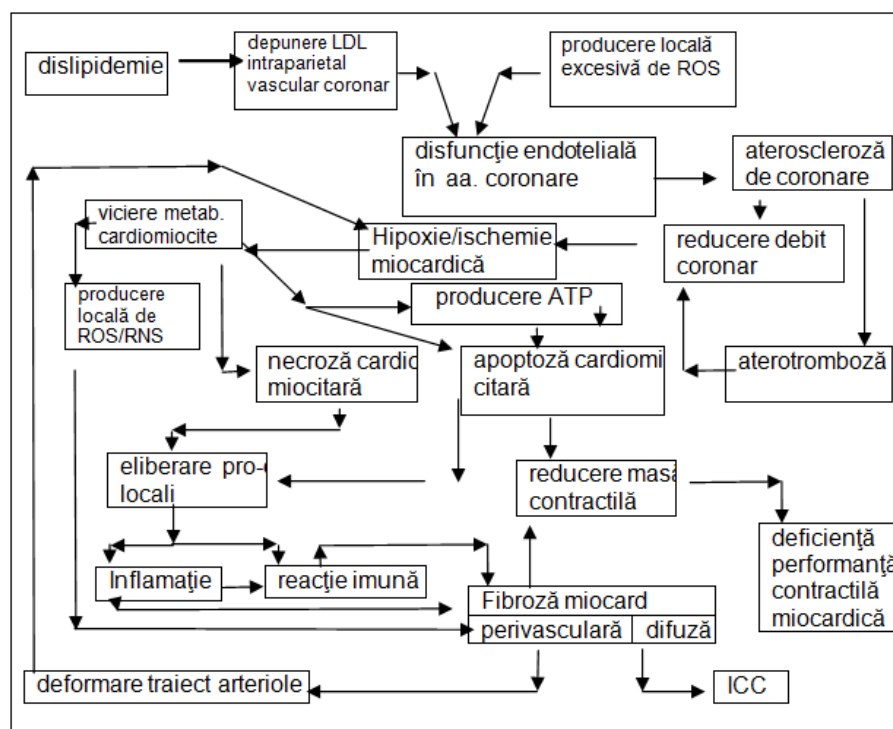 dislipidemie
depunere LDL
intraparietal
vascular coronar
producere locală
excesivă de ROS
disfuncţie endotelială
în aa. coronare
ateroscleroză
de coronare
viciere metab.
cardiomiocite
Hipoxie/ischemie
miocardică
reducere debit
coronar
producere
locală de
ROS/RNS
producere ATP
necroză cardio
miocitară
apoptoză cardiomi
citară
aterotromboză
eliberare pro-
locali
reducere masă
contractilă
deficienţă
performanţă
contractilă
miocardică
Inflamaţie
reacţie imună
Fibroză miocard
perivasculară
difuză
deformare traiect arteriole
ICC